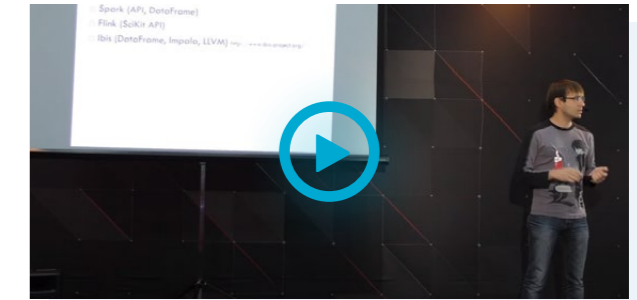 Spark (API, DataFrame)
Flink (SciKit API)
Ibis (DataFrame, Impala, LLVM)